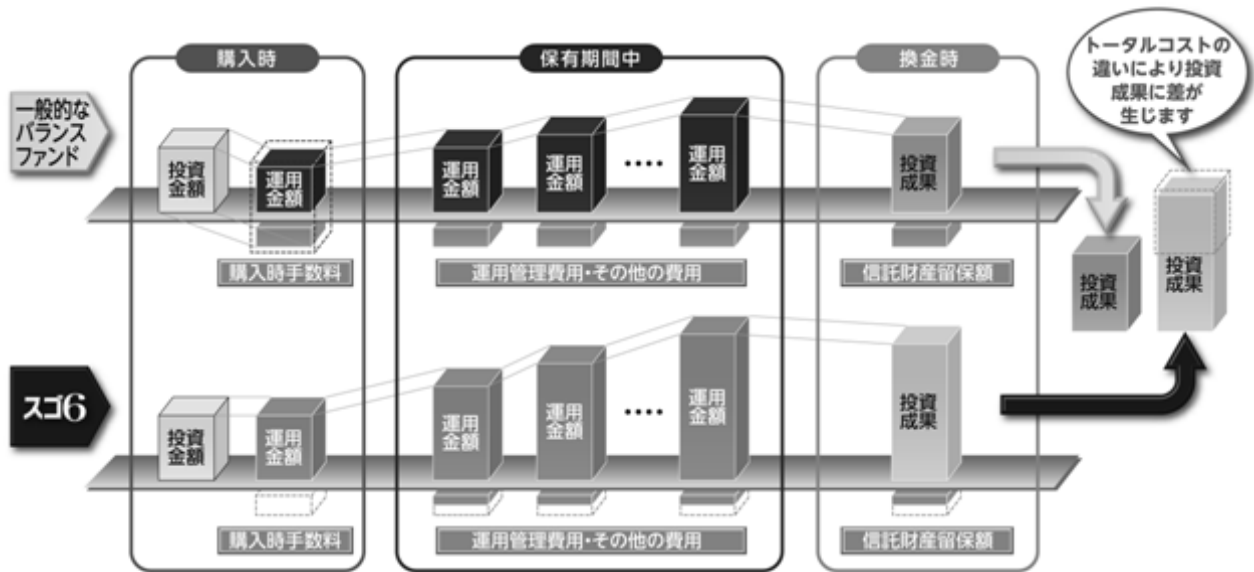 購入時
保有期間中
換金時
トータルコストの
違いにより投資
成果に差が
生じます
一般的な
バランス
ファンド
投資
金額
運用
金額
運用
金額
運用
金額
····
運用
金額
投資
成果
購入時手数料
運用管理費用・その他の費用
信託財産留保額
投資
成果
投資
成果
スゴ6
投資
金額
運用
金額
運用
金額
運用
金額
····
運用
金額
投資
成果
購入時手数料
運用管理費用・その他の費用
信託財産留保額